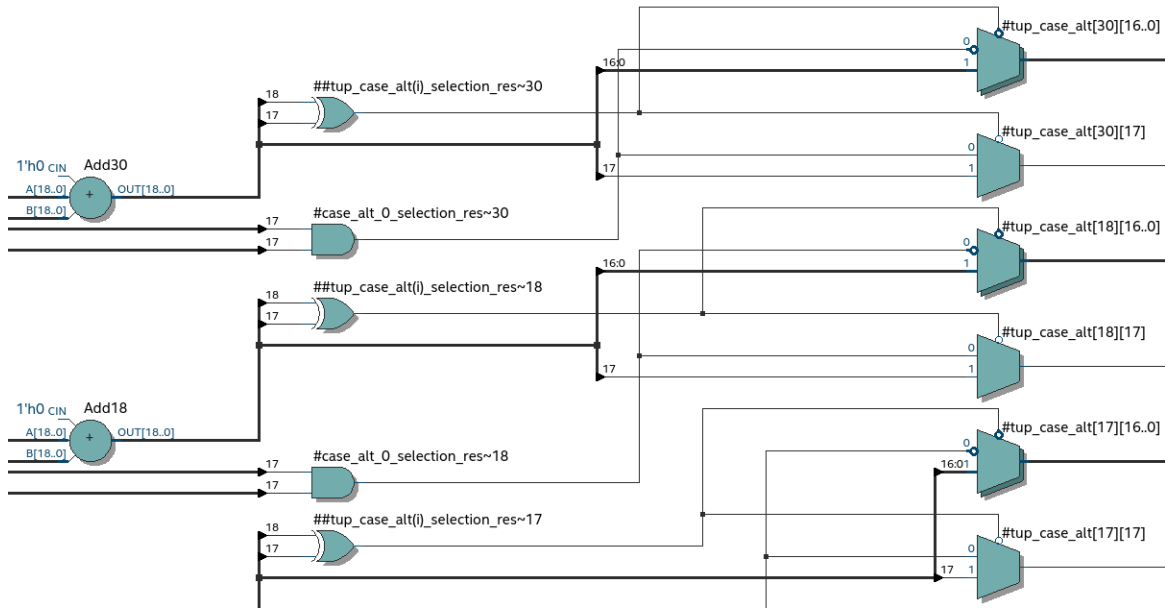 #tup_case_alt[30][16..0]
0
16:0 1
##tup_case_alt(i)_selection_res~30
18
17
#tup_case_alt[30][17]
0
17 1
1'h0 CIN Add30
A[18..0] OUT[18..0]
B[18..0]
#case_alt_0_selection_res~30
17
17
#tup_case_alt[18][16..0]
0
16:0 1
##tup_case_alt(i)_selection_res~18
18
17
#tup_case_alt[18][17]
0
17 1
1'h0 CIN Add18
A[18..0] OUT[18..0]
B[18..0]
#case_alt_0_selection_res~18
17
17
#tup_case_alt[17][16..0]
0
16:0 1
##tup_case_alt(i)_selection_res~17
18
17
#tup_case_alt[17][17]
0
17 1